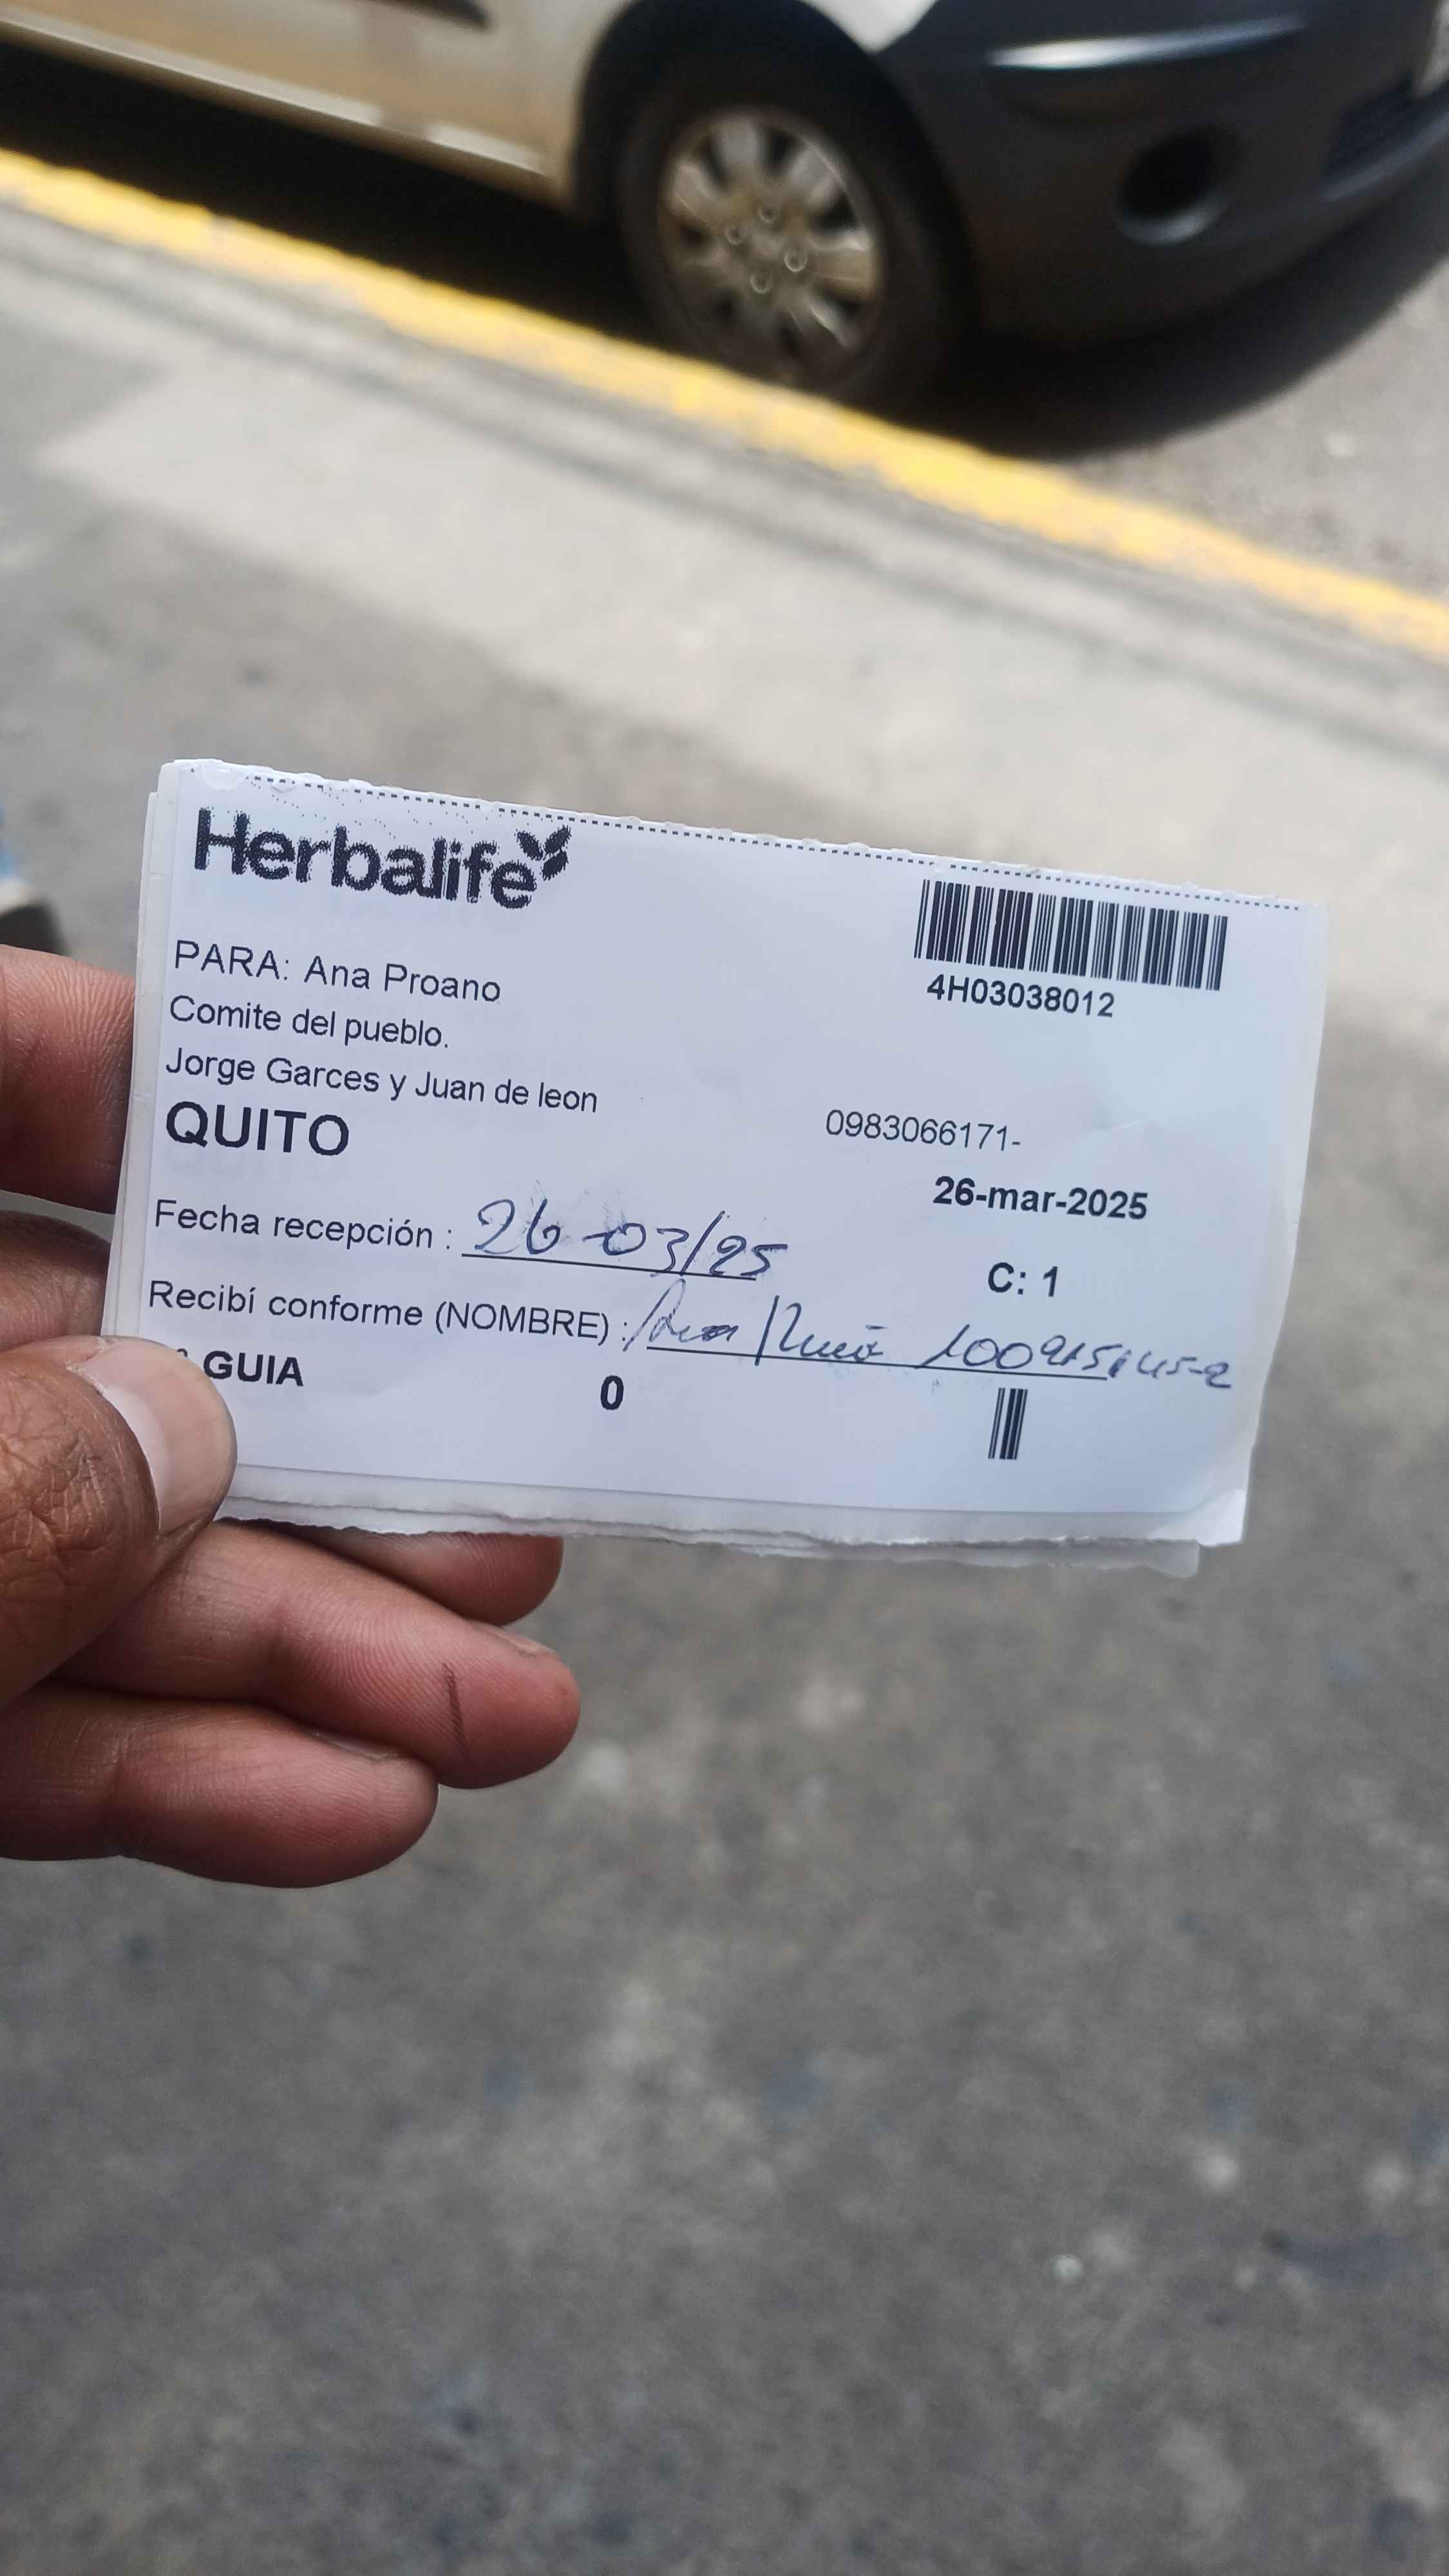 Herbalife
4H03038012
PARA: Ana Proano
Comite del pueblo.
Jorge Garces y Juan de leon
QUITO
0983066171-
26-mar-2025
Fecha recepción : 26-03/25
C: 1
Recibí conforme (NOMBRE) :
GUIA 0